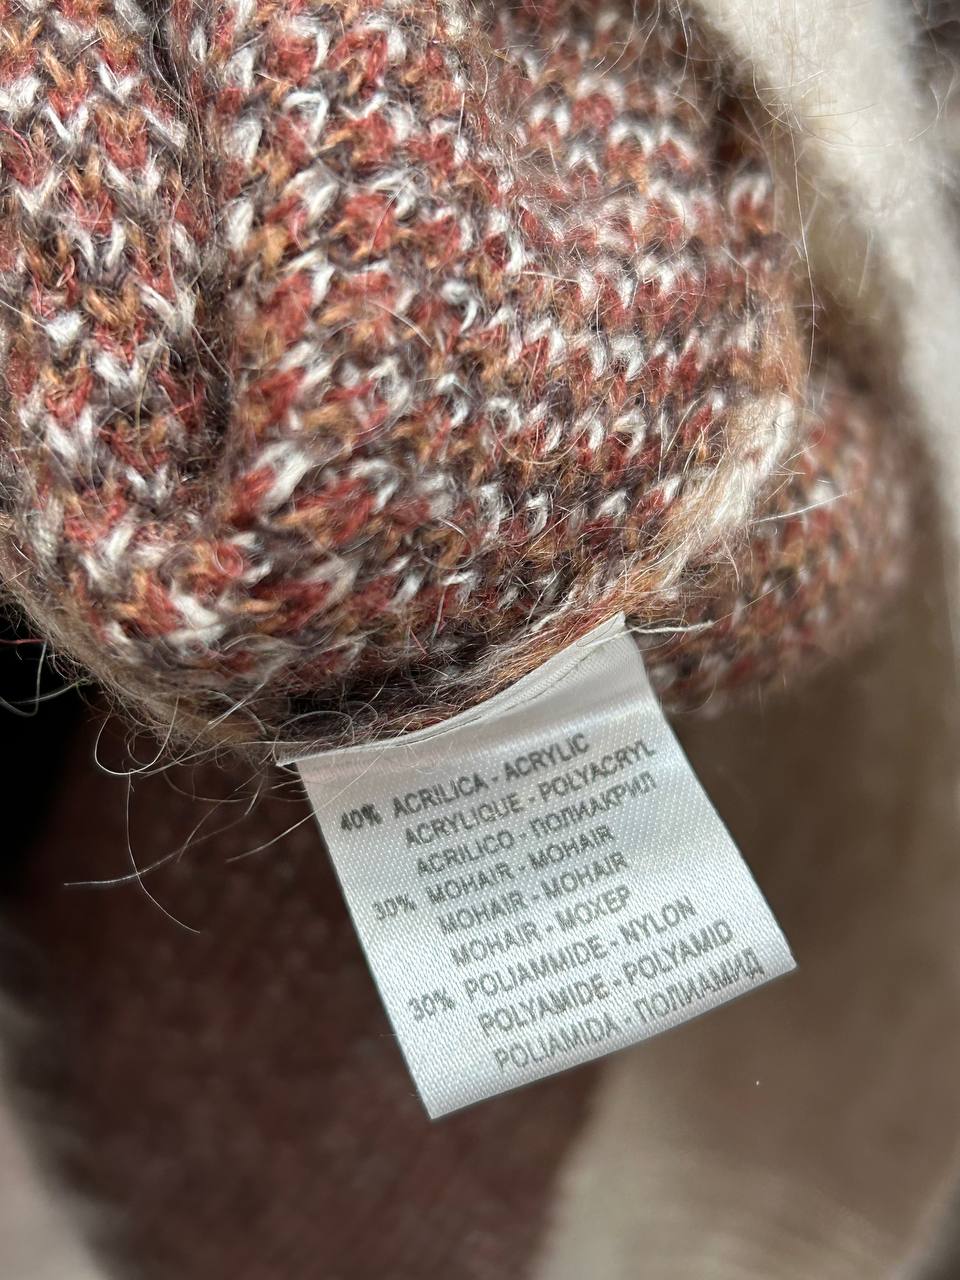 40% ACRILICA - ACRYLIC
ACRYLIQUE - POLYACRYL
ACRILICO - ПОЛИАКРИЛ
30% MOHAIR - MOHAIR
MOHAIR - MOHAIR
MOHAIR - МОХЕР
30% POLIAMMIDE - NYLON
POLYAMIDE - POLYAMID
POLIAMIDA - ПОЛИАМИД